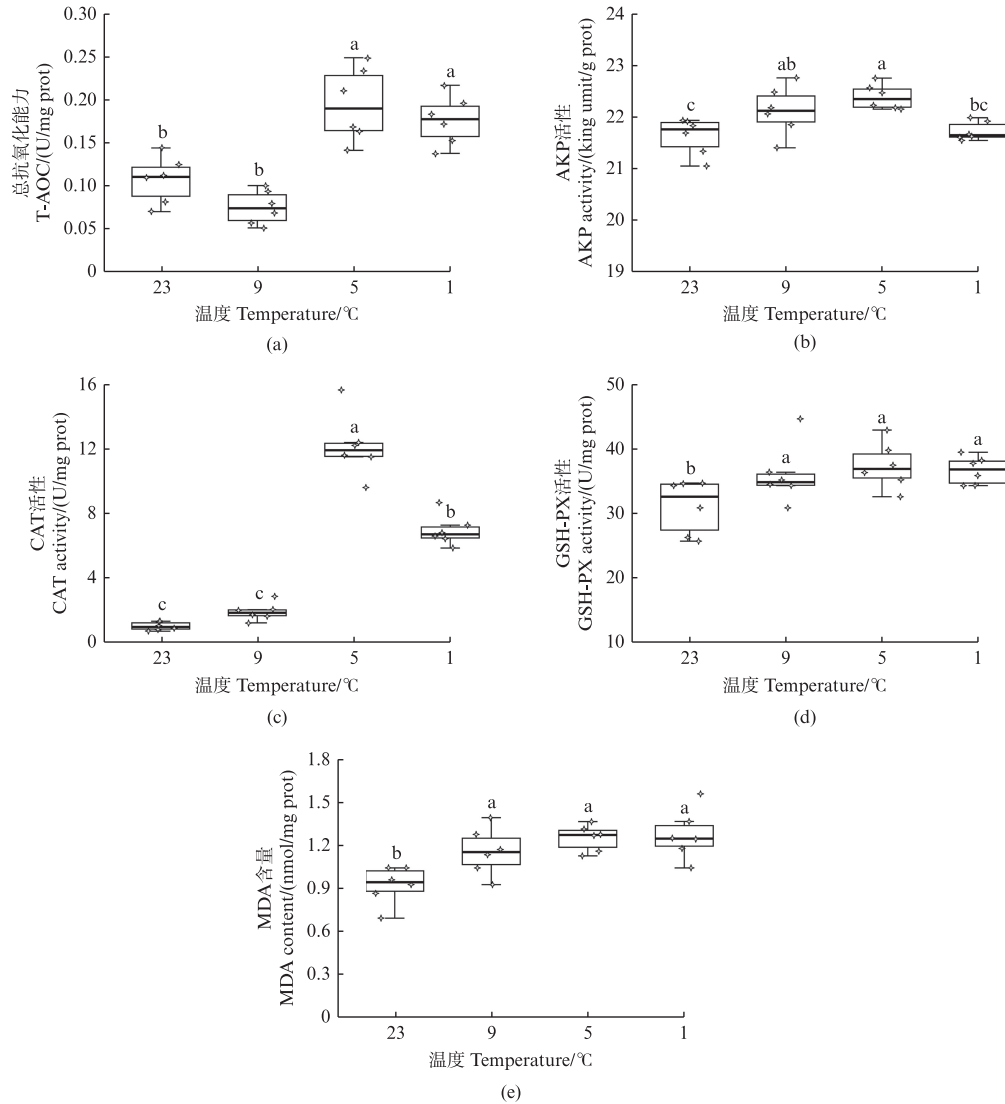 总抗氧化能力
T-AOC/(U/mg prot)
0.30
0.25
0.20
0.15
0.10
0.05
0
b
b
a
a
23
9
5
1
温度 Temperature/℃
(a)
AKP活性
AKP activity/(king umit/g prot)
24
23
22
21
20
19
c
ab
a
bc
23
9
5
1
温度 Temperature/℃
(b)
CAT活性
CAT activity/(U/mg prot)
16
12
8
4
0
c
c
a
b
23
9
5
1
温度 Temperature/℃
(c)
GSH-PX活性
GSH-PX activity/(U/mg prot)
50
40
30
20
10
b
a
a
a
23
9
5
1
温度 Temperature/℃
(d)
MDA含量
MDA content/(nmol/mg prot)
1.8
1.5
1.2
0.9
0.6
0.3
0
b
a
a
a
23
9
5
1
温度 Temperature/℃
(e)